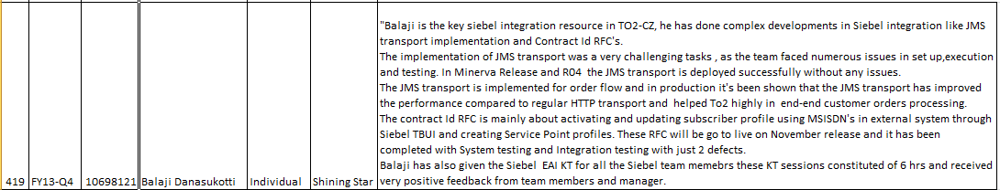 "Balaji is the key siebel integration resource in TO2-CZ, he has done complex developments in Siebel integration like JMS
transport implementation and Contract Id RFC's.
The implementation of JMS transport was a very challenging tasks , as the team faced numerous issues in set up,execution
and testing. In Minerva Release and R04  the JMS transport is deployed successfully without any issues.
The JMS transport is implemented for order flow and in production it's been shown that the JMS transport has improved
the performance compared to regular HTTP transport and  helped To2 highly in  end-end customer orders processing.
The contract Id RFC is mainly about activating and updating subscriber profile using MSISDN's in external system through
Siebel TBUI and creating Service Point profiles. These RFC will be go to live on November release and it has been
completed with System testing and Integration testing with just 2 defects.
Balaji has also given the Siebel  EAI KT for all the Siebel team memebrs these KT sessions constituted of 6 hrs and received
419 FY13-Q4 10698121 Balaji Danasukotti Individual Shining Star very positive feedback from team members and manager.